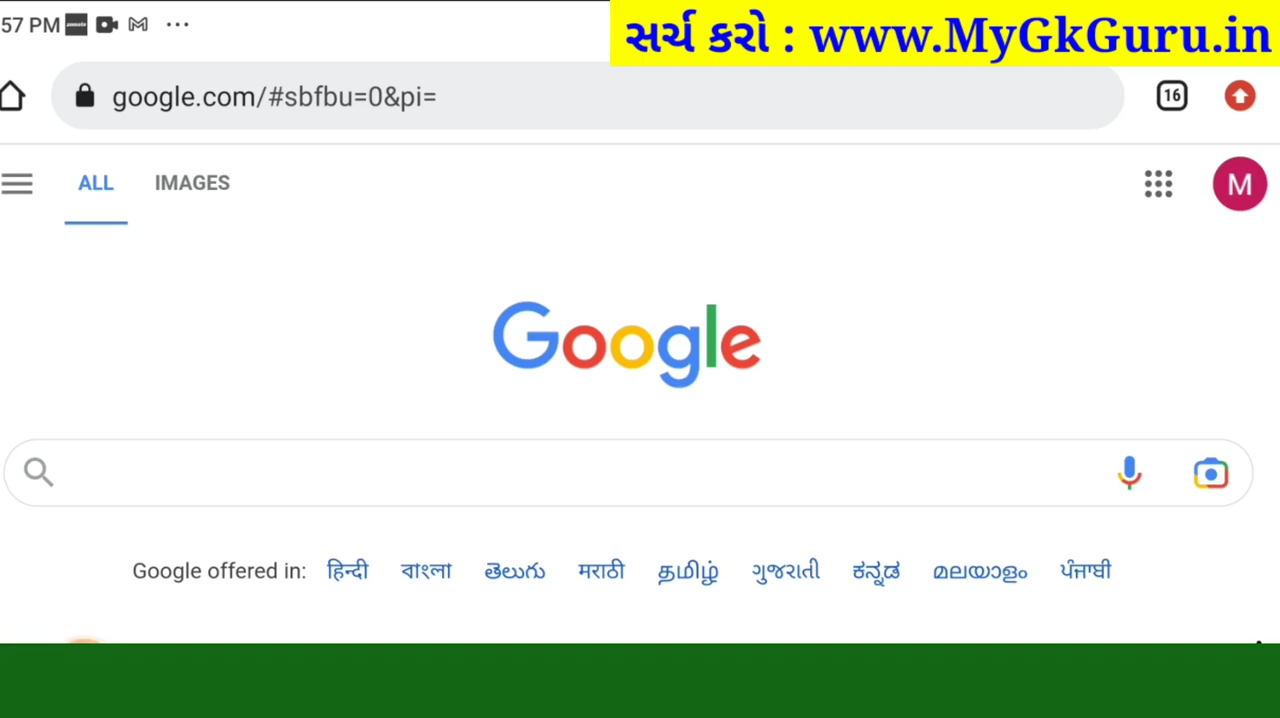 57 PM
સર્ચ કરો : www.MyGkGuru.in
google.com/#sbfbu=0&pi=
16
ALL IMAGES
M
Google
Google offered in: हिन्दी বাংলা తెలుగు मराठी தமிழ் ગુજરાતી ಕನ್ನಡ മലയാളം ਪੰਜਾਬੀ